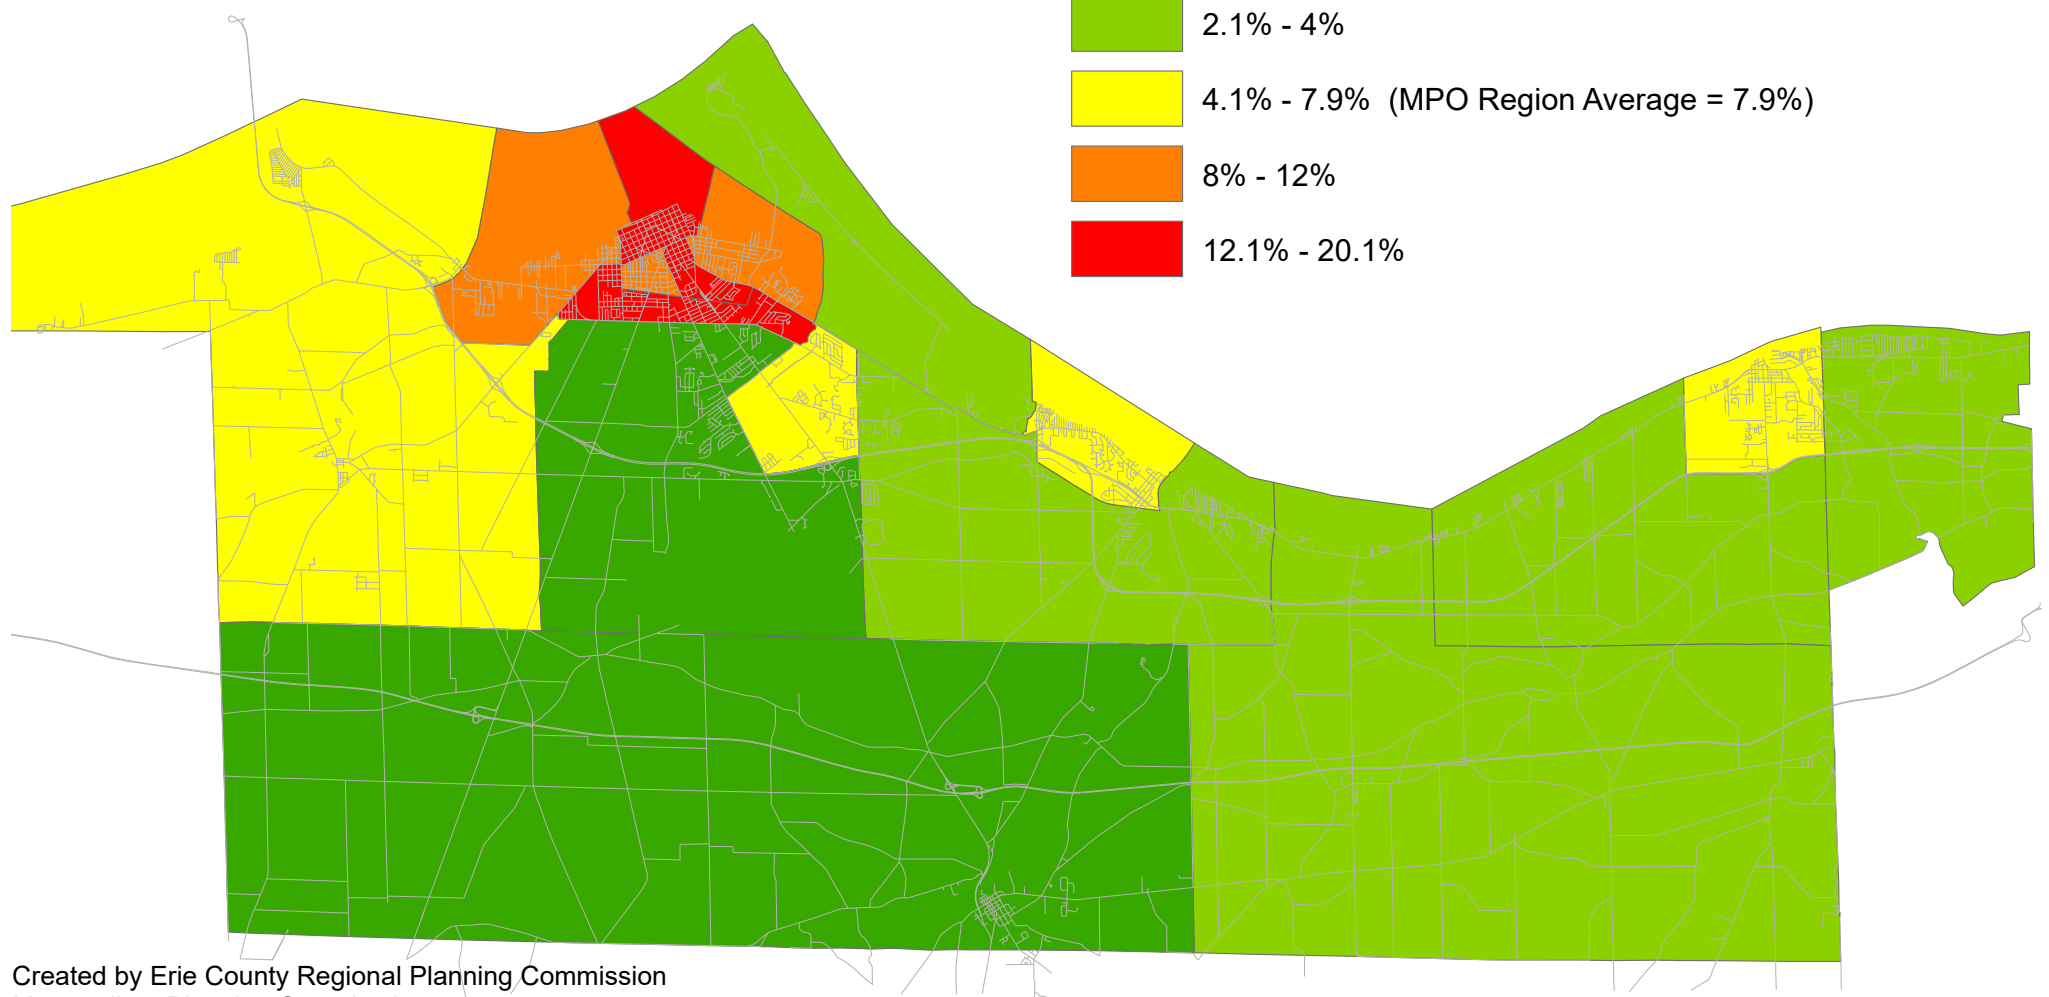 2.1% - 4%
4.1% - 7.9% (MPO Region Average = 7.9%)
8% - 12%
12.1% - 20.1%
Created by Erie County Regional Planning Commission